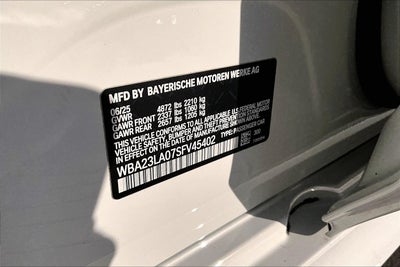 MFD BY BAYERISCHE MOTOREN WERKE AG
06/25 4872 lbs 2210 kg
GVWR
GAWR FRONT 2337 lbs 1060 kg
GAWR REAR 2657 lbs 1205 kg
THIS VEHICLE CONFORMS TO ALL APPLICABLE U.S. FEDERAL MOTOR
VEHICLE SAFETY, BUMPER AND THEFT PREVENTION STANDARDS
IN EFFECT ON THE DATE OF MANUFACTURE SHOWN ABOVE.
TYPE: PASSENGER CAR
WBA23LA07SFV45402
300